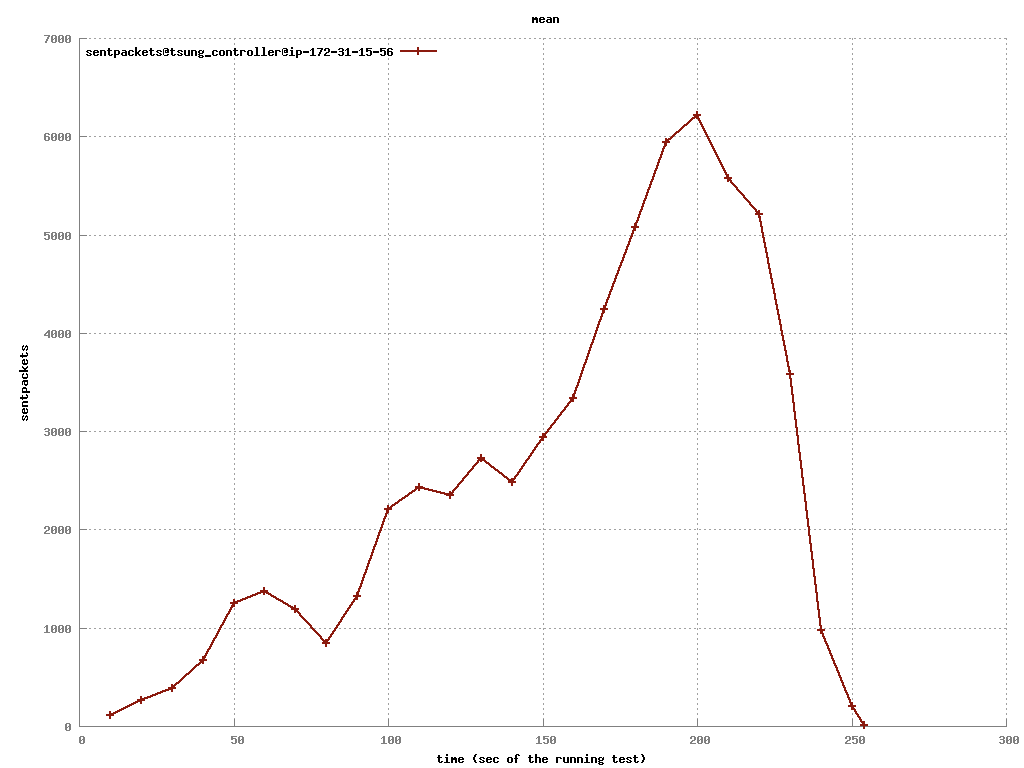 mean
7000
sentpackets@tsung_controller@ip-172-31-15-56
6000
5000
4000
sentpackets
3000
2000
1000
0
0 50 100 150 200 250 300
time (sec of the running test)